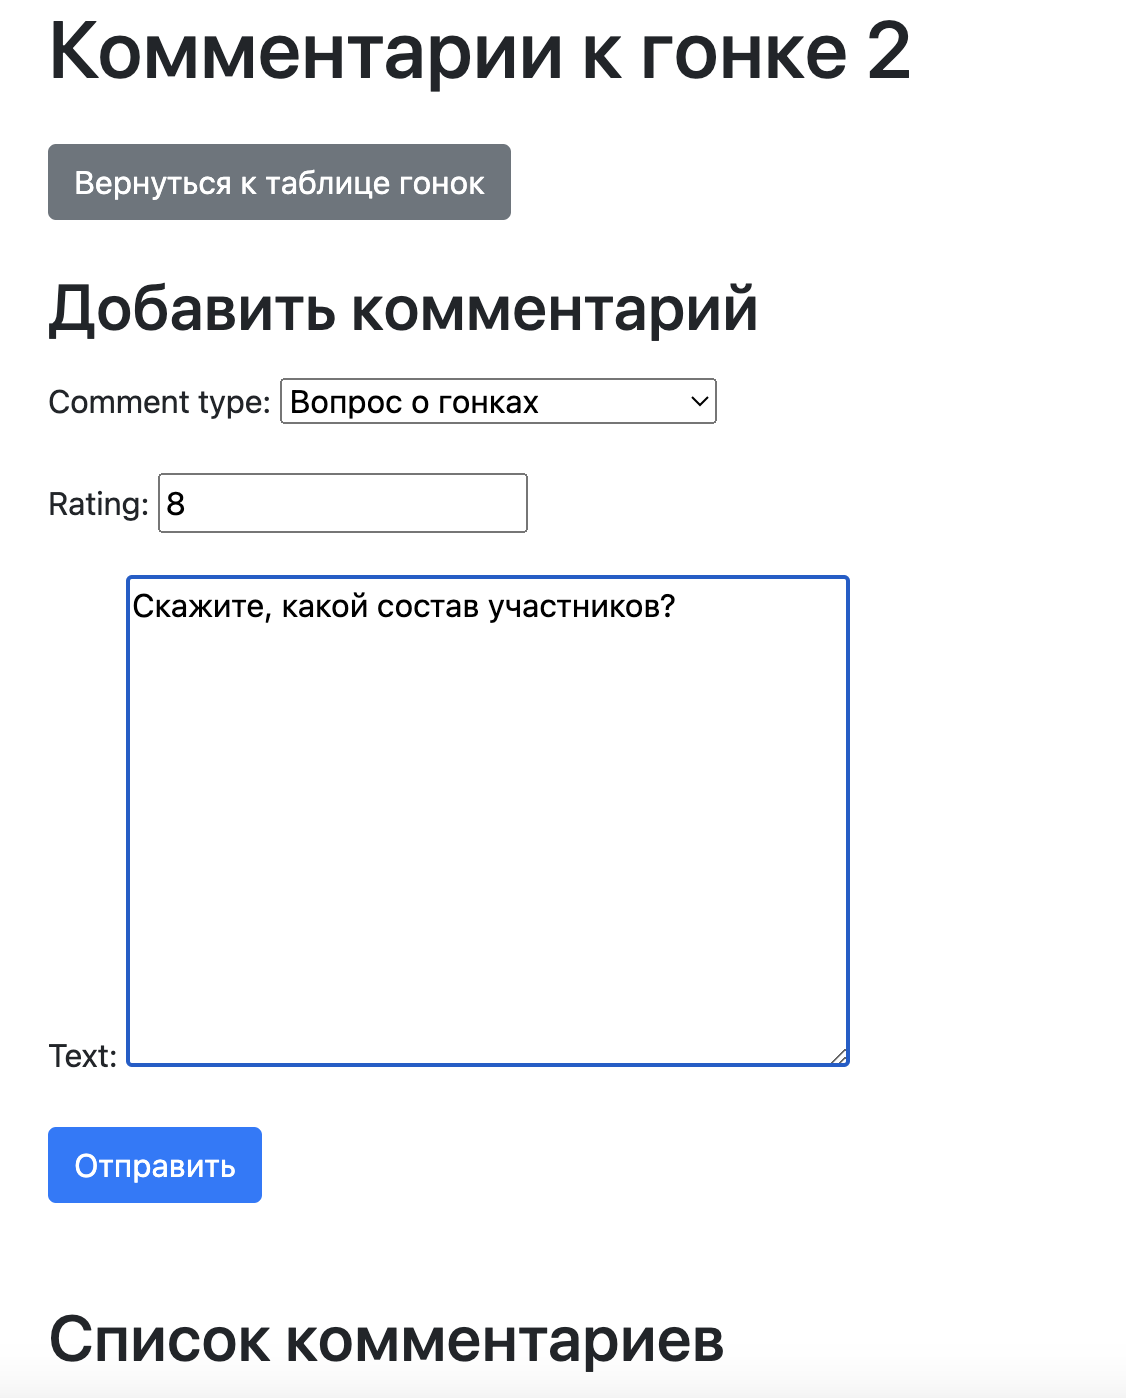 Комментарии к гонке 2
Вернуться к таблице гонок
Добавить комментарий
Comment type: Вопрос о гонках
Rating: 8
Скажите, какой состав участников?
Text:
Отправить
Список комментариев